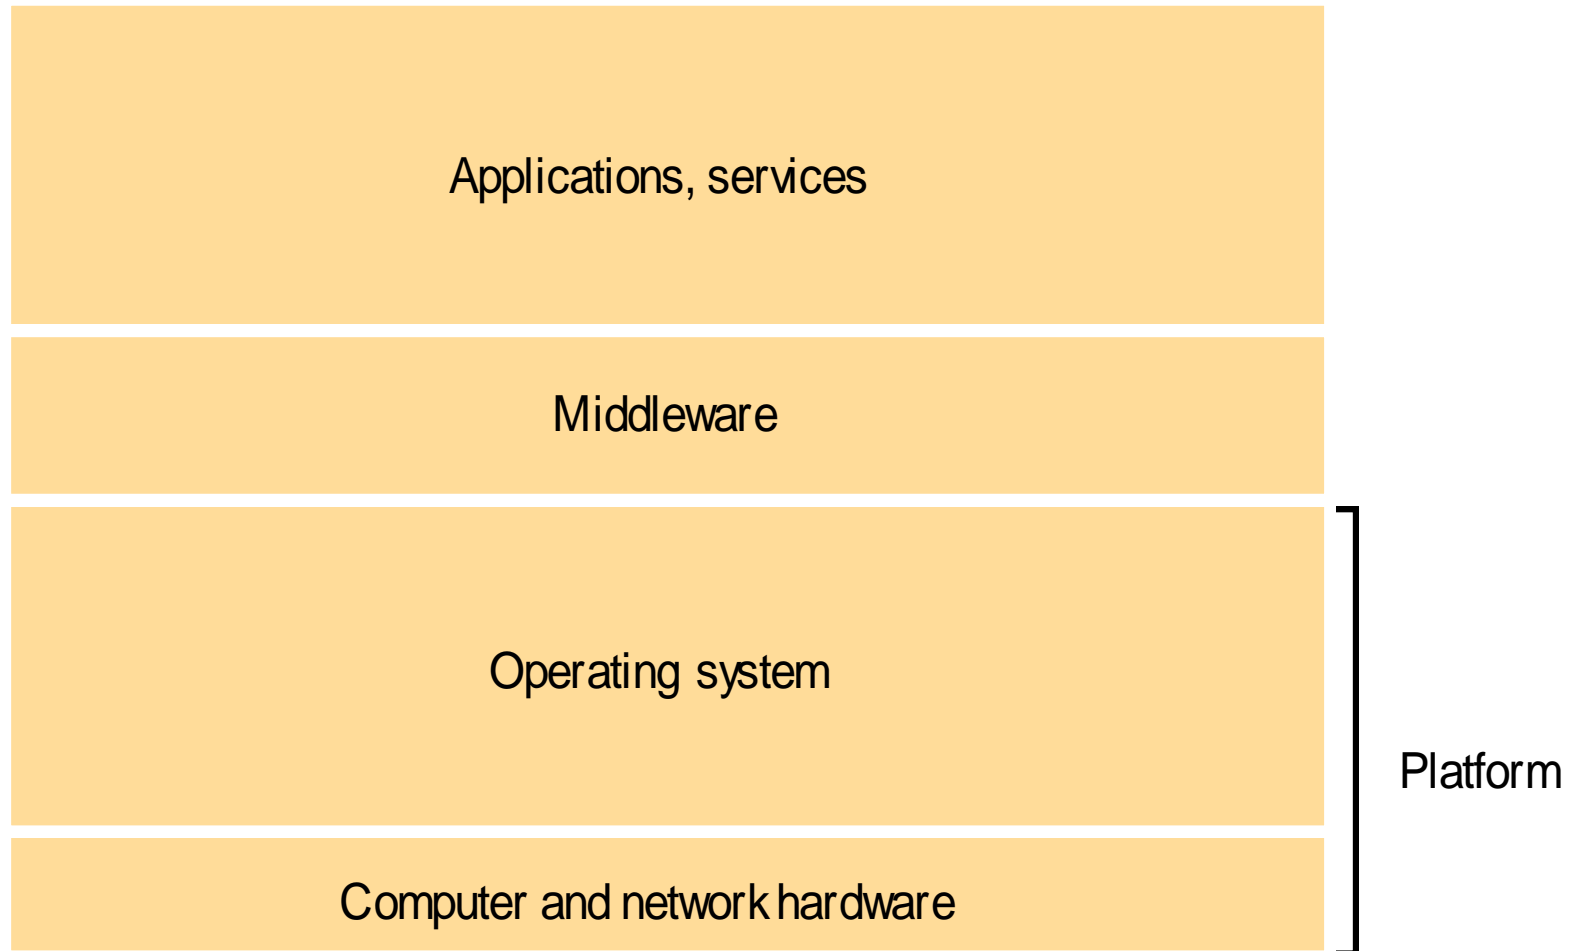 Applications, services
Middleware
Operating system
Platform
Computer and network hardware